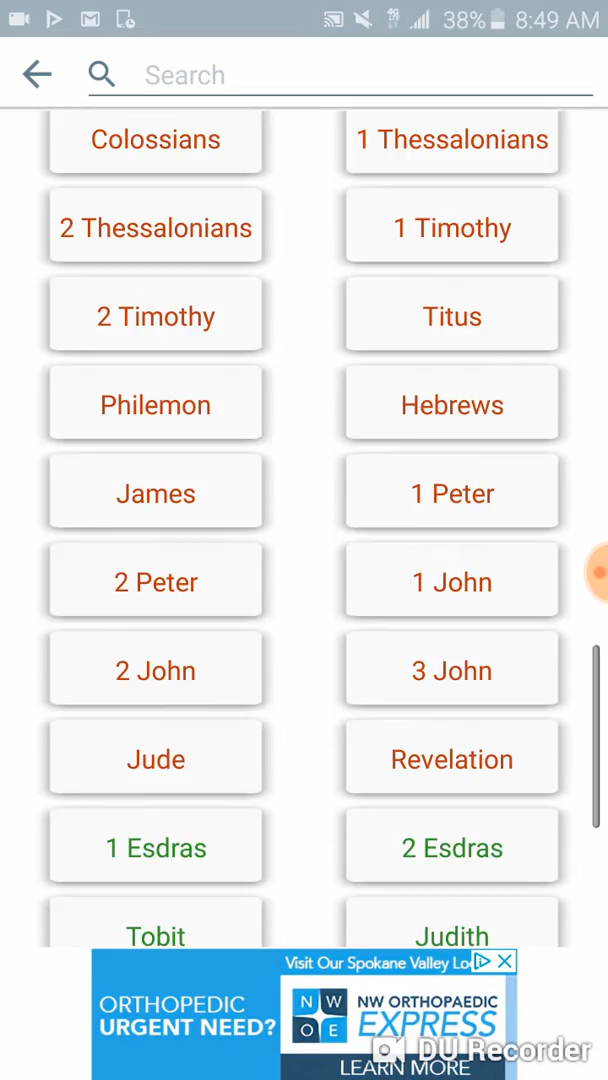 4G 38% 8:49 AM
Search
Colossians 1 Thessalonians
2 Thessalonians 1 Timothy
2 Timothy Titus
Philemon Hebrews
James 1 Peter
2 Peter 1 John
2 John 3 John
Jude Revelation
1 Esdras 2 Esdras
Tobit Judith
Visit Our Spokane Valley Lo
ORTHOPEDIC
URGENT NEED?
N W
O E
NW ORTHOPAEDIC
EXPRESS
LEARN MORE
DU Recorder